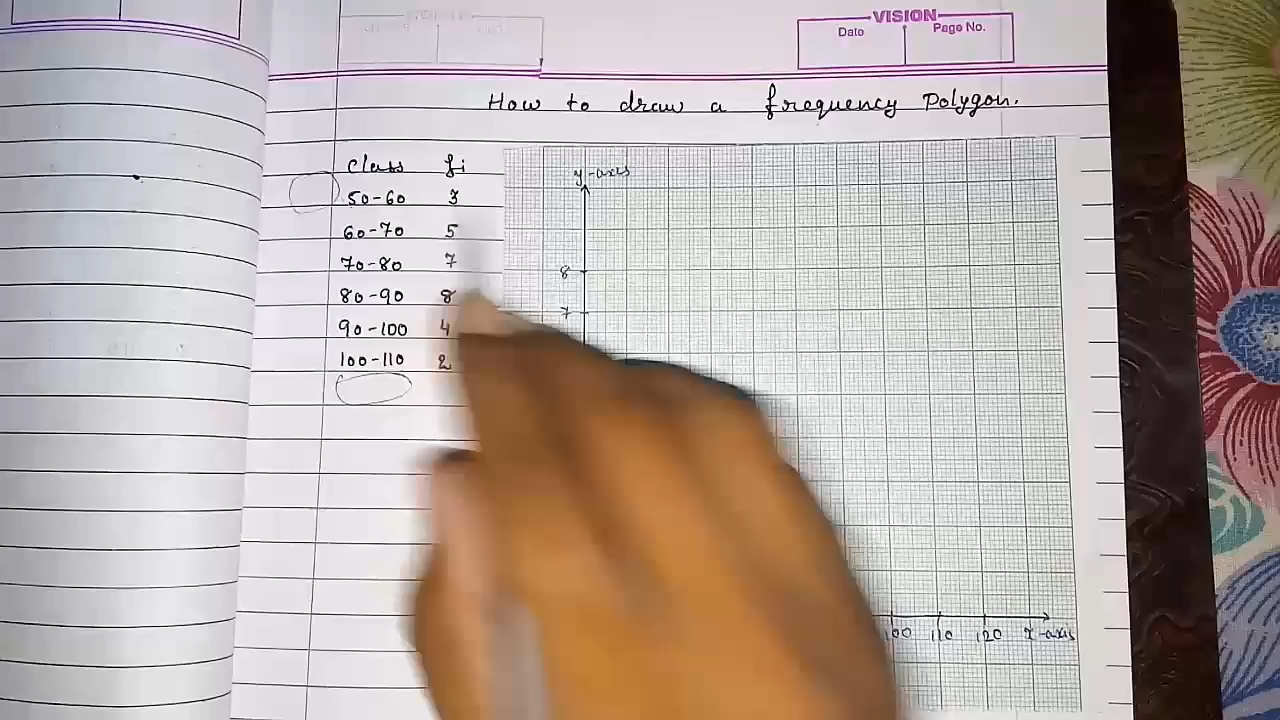 VISION
Date Page No.
How to draw a frequency Polygon.
class fi
50-60 3
60-70 5
70-80 7
80-90 8
90-100 4
100-110 2
y-axis
8
7
100 110 120 x-axis